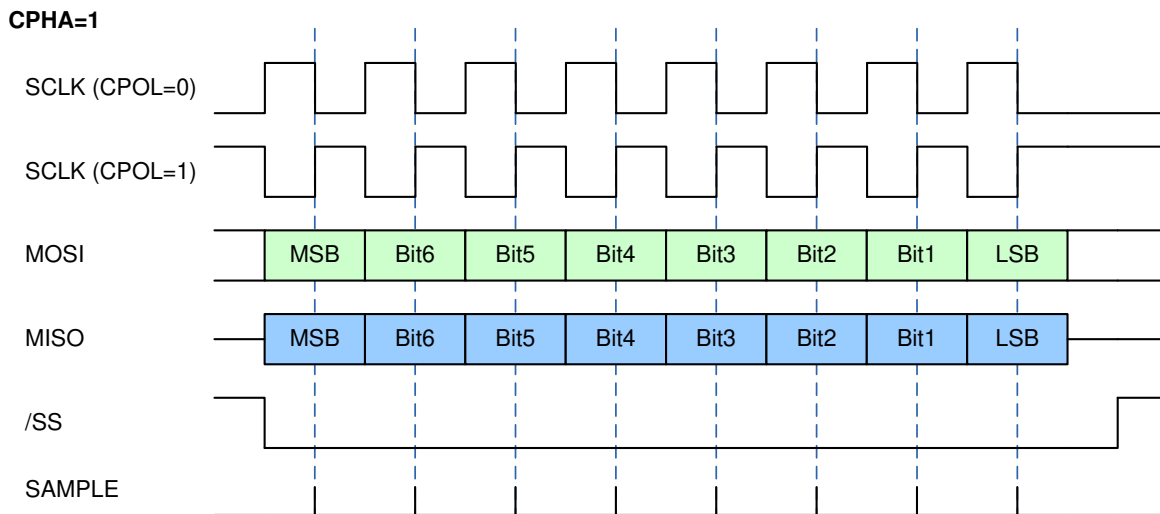 CPHA=1
SCLK (CPOL=0)
SCLK (CPOL=1)
MOSI MSB Bit6 Bit5 Bit4 Bit3 Bit2 Bit1 LSB
MISO MSB Bit6 Bit5 Bit4 Bit3 Bit2 Bit1 LSB
/SS
SAMPLE